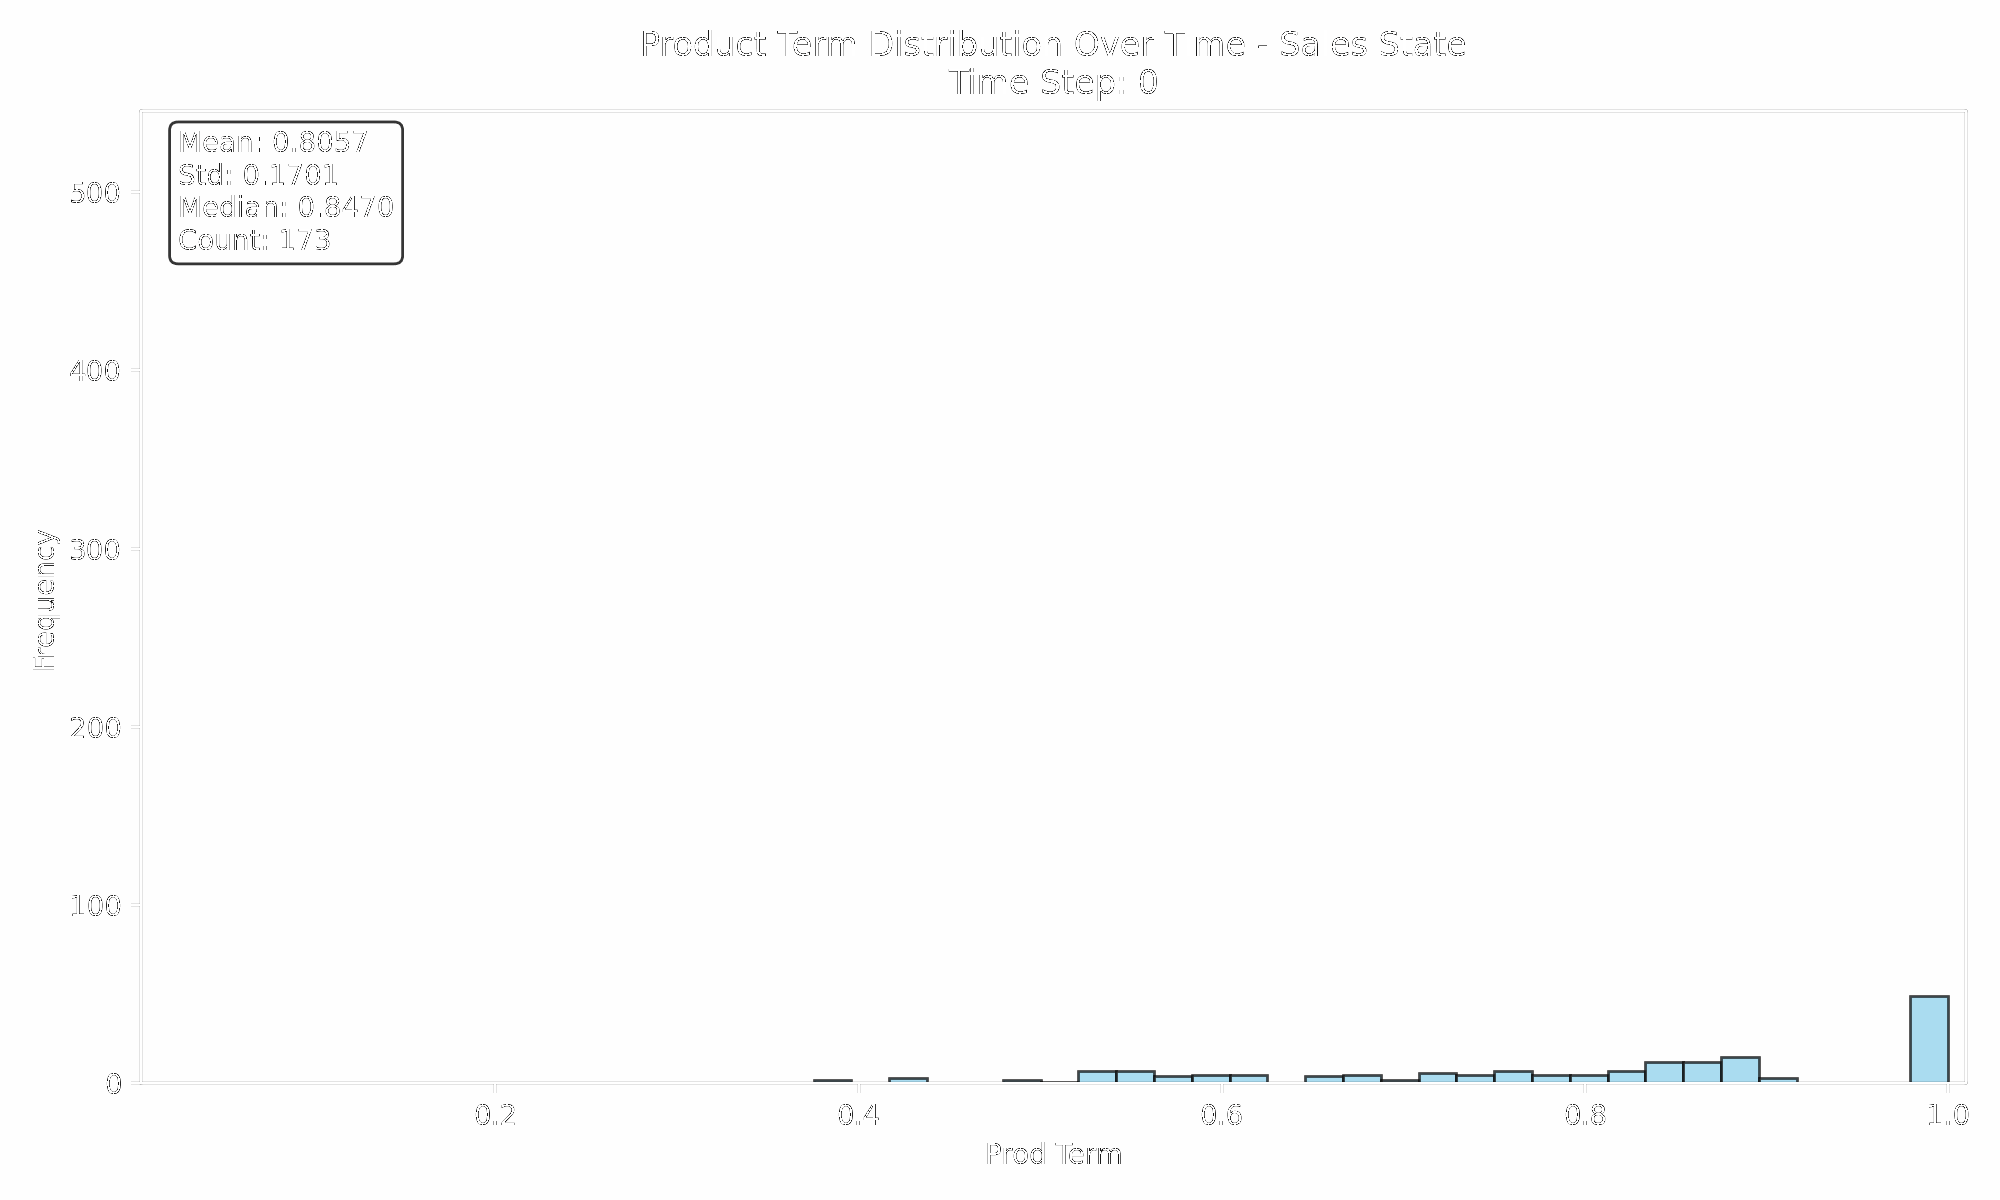 Product Term Distribution Over Time - Sales State
Time Step: 0
Mean: 0.8057
Std: 0.1701
Median: 0.8470
Count: 173
500
400
300
200
100
0
Frequency
0.2
0.4
0.6
0.8
1.0
Prod Term